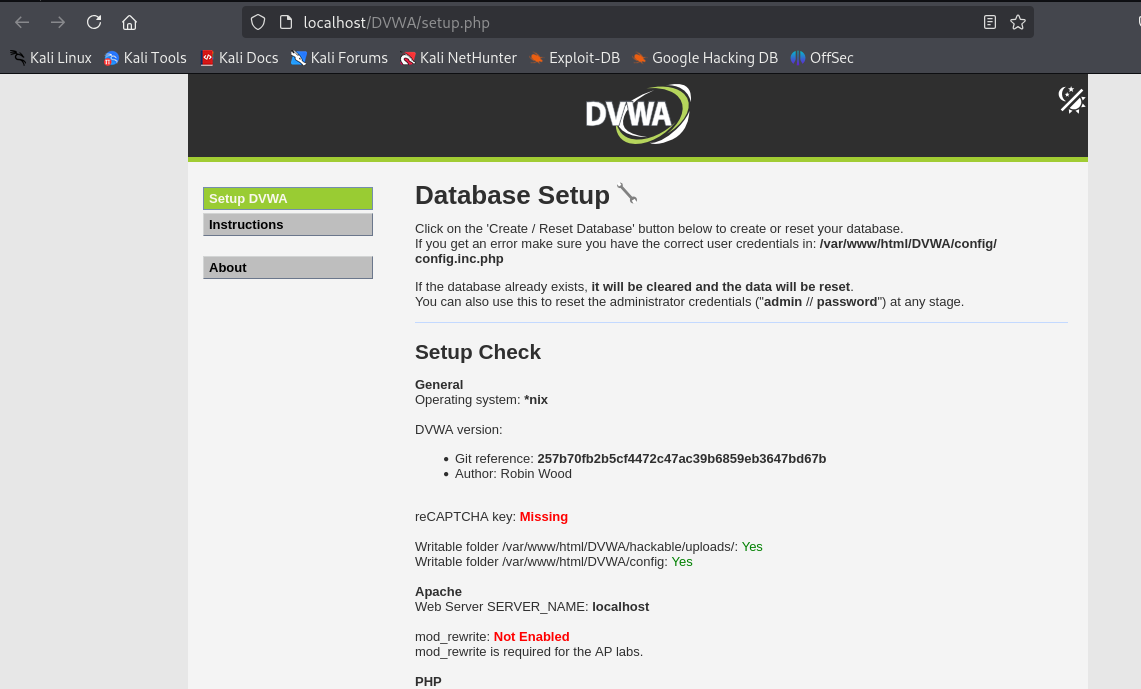 localhost/DVWA/setup.php
Kali Linux Kali Tools Kali Docs Kali Forums Kali NetHunter Exploit-DB Google Hacking DB OffSec
DVWA
Setup DVWA
Instructions
About
Database Setup
Click on the 'Create / Reset Database' button below to create or reset your database.
If you get an error make sure you have the correct user credentials in: /var/www/html/DVWA/config/
config.inc.php
If the database already exists, it will be cleared and the data will be reset.
You can also use this to reset the administrator credentials ("admin // password") at any stage.
Setup Check
General
Operating system: *nix
DVWA version:
• Git reference: 257b70fb2b5cf4472c47ac39b6859eb3647bd67b
• Author: Robin Wood
reCAPTCHA key: Missing
Writable folder /var/www/html/DVWA/hackable/uploads/: Yes
Writable folder /var/www/html/DVWA/config: Yes
Apache
Web Server SERVER_NAME: localhost
mod_rewrite: Not Enabled
mod_rewrite is required for the AP labs.
PHP